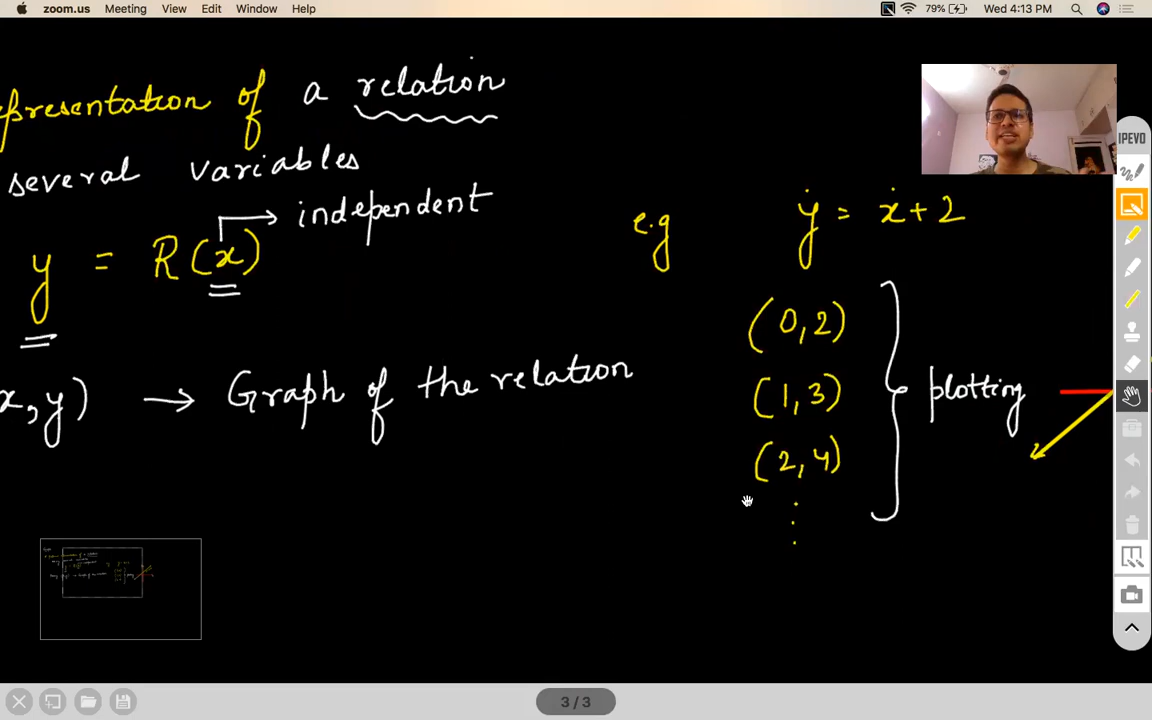 zoom.us Meeting View Edit Window Help
79% Wed 4:13 PM
presentation of a relation
several variables
independent
y = R(x)
x,y) → Graph of the relation
e.g y = x+2
(0,2)
(1,3)
(2,4)
⋮
plotting
IPEVO
3/3